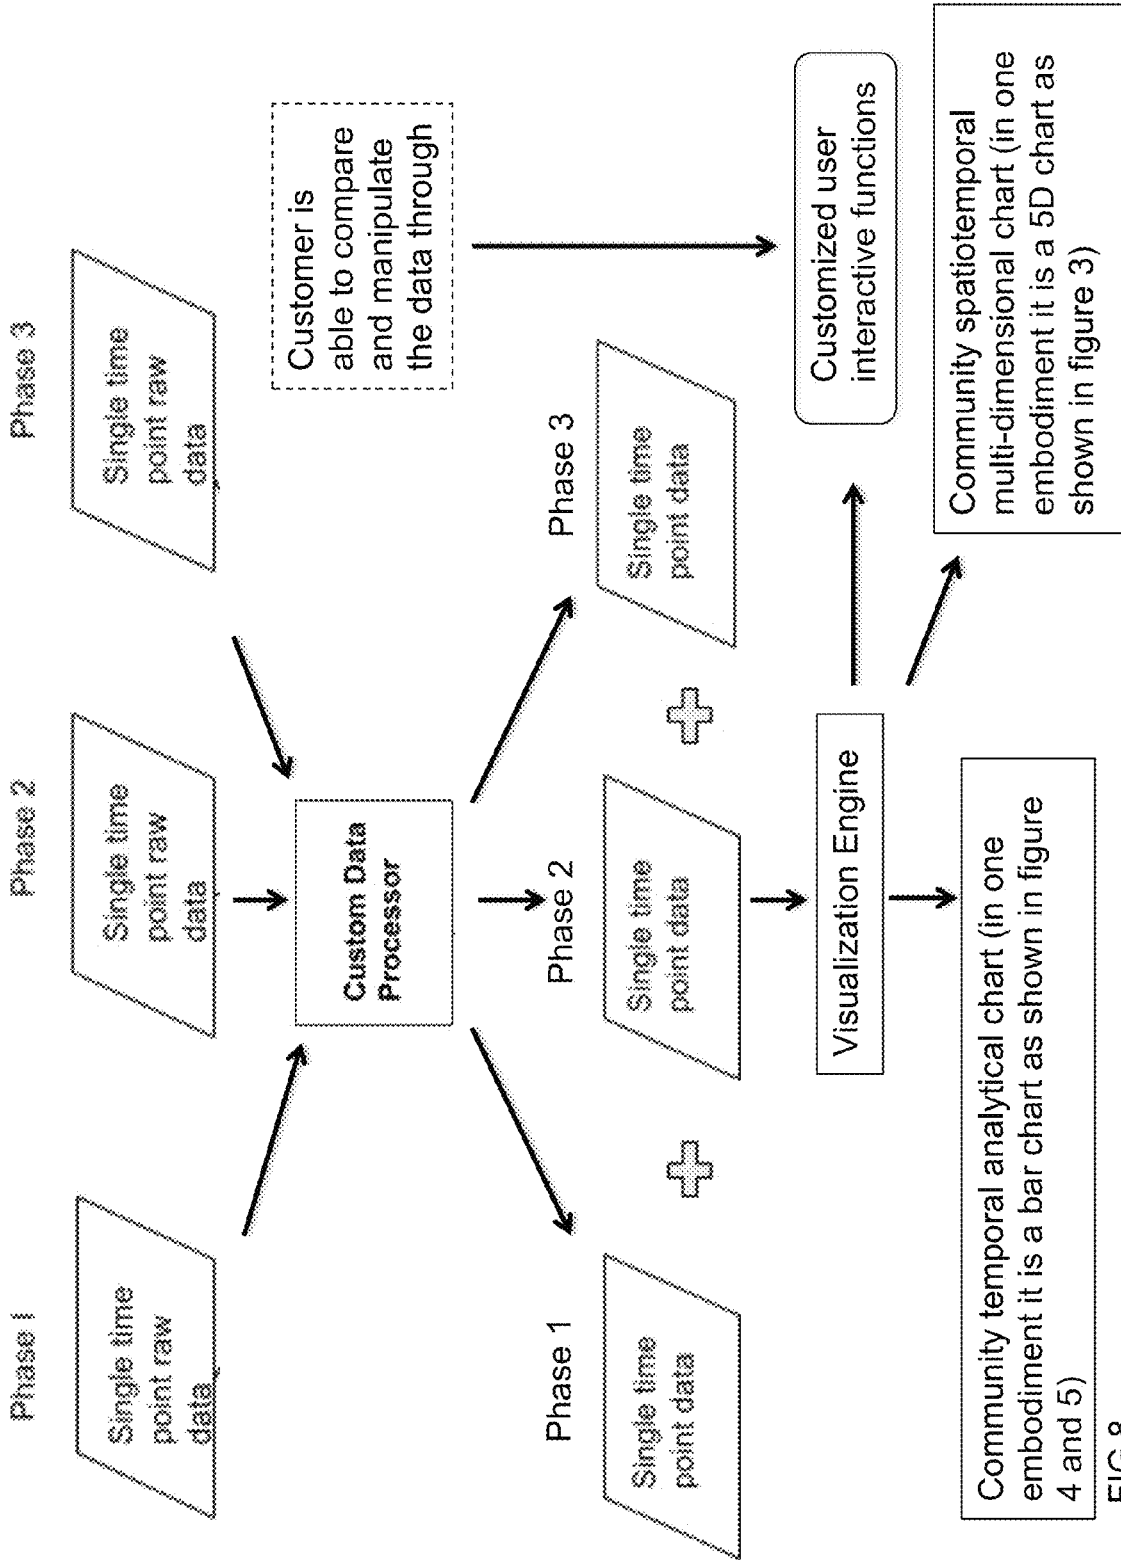 Phase I
Phase 2
Phase 3
Single time
point raw
data
Single time
point raw
data
Single time
point raw
data
Custom Data
Processor
Customer is
able to compare
and manipulate
the data through
Phase 1
Phase 2
Phase 3
Single time
point data
Single time
point data
Single time
point data
Visualization Engine
Customized user
interactive functions
Community temporal analytical chart (in one
embodiment it is a bar chart as shown in figure
4 and 5)
Community spatiotemporal
multi-dimensional chart (in one
embodiment it is a 5D chart as
shown in figure 3)
FIG 8